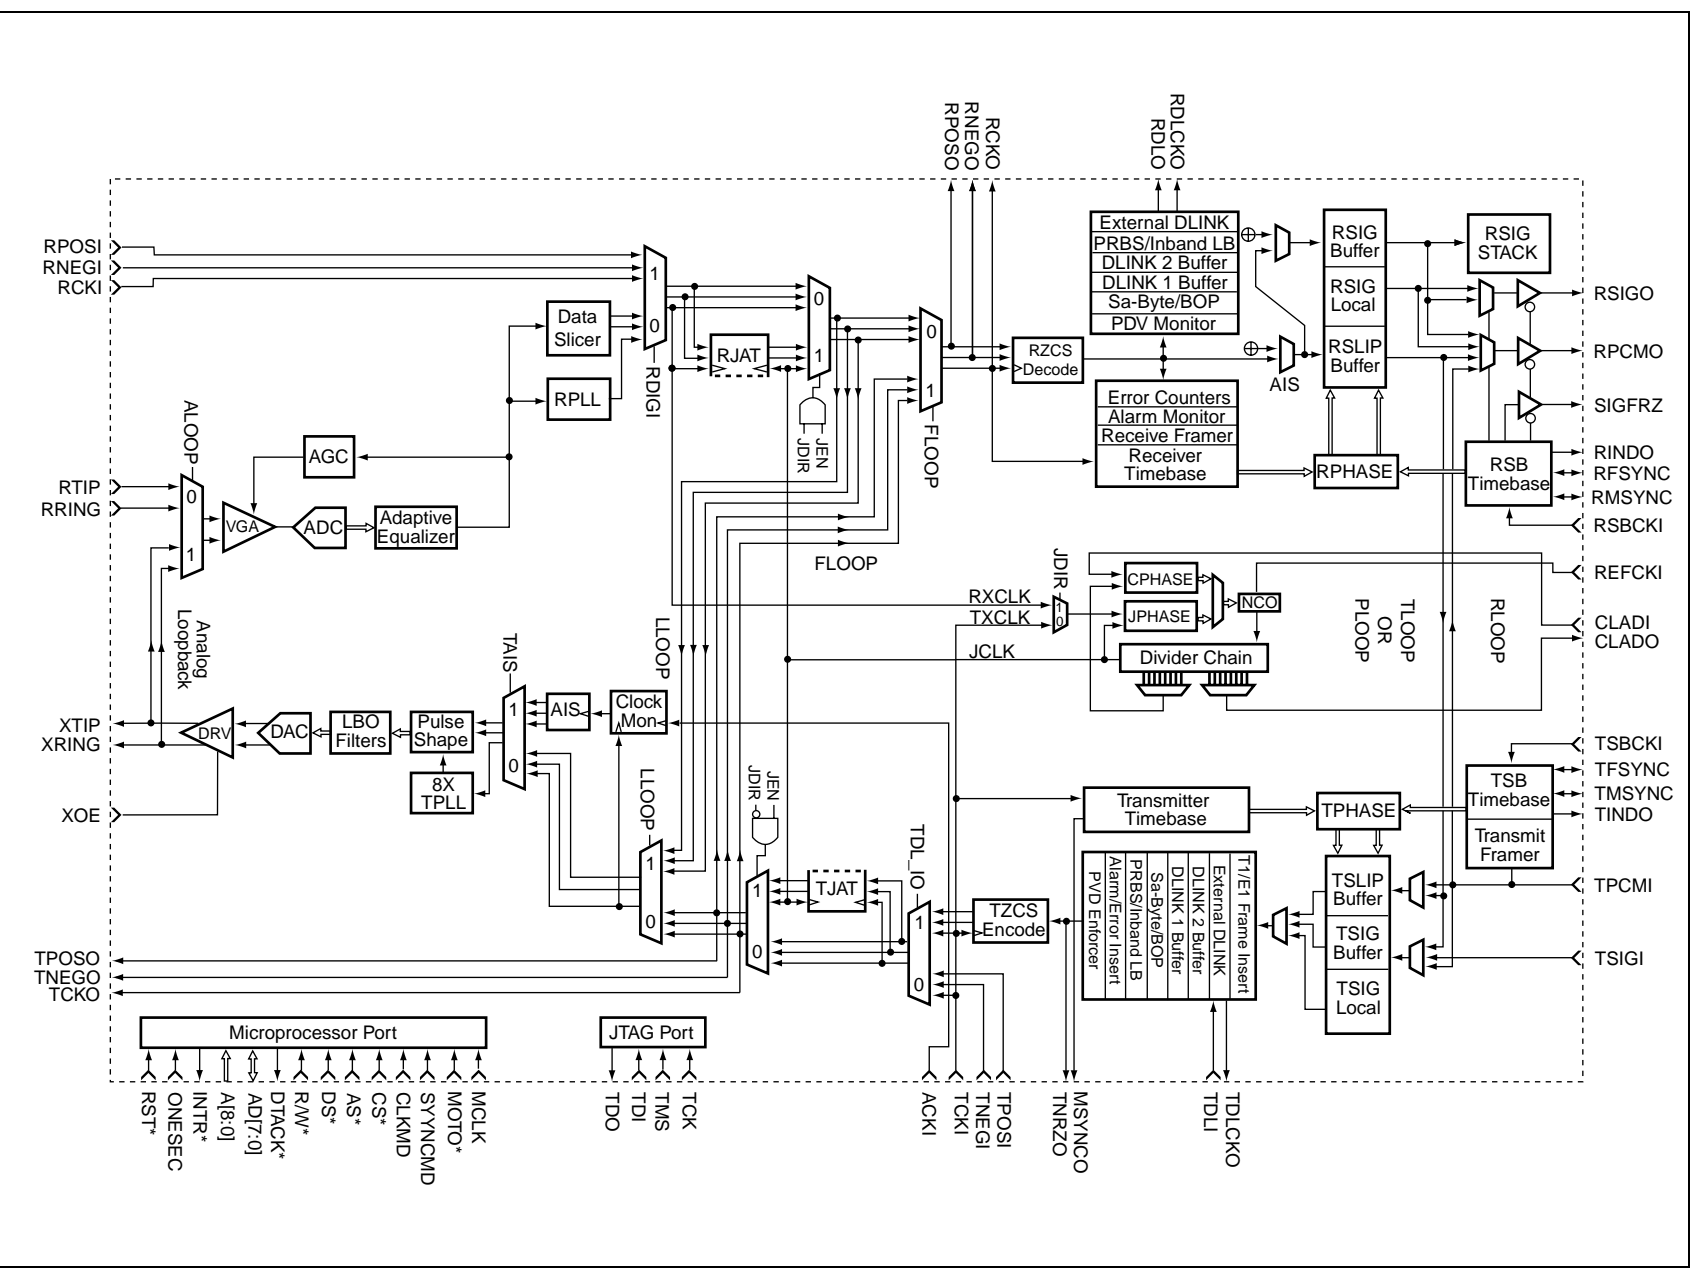 RPOSO
RNEGO
RCKO
RDLO
RDLCKO
RPOSI
RNEGI
RCKI
RTIP
RRING
XTIP
XRING
XOE
TPOSO
TNEGO
TCKO
ALOOP
0
1
VGA
AGC
ADC
Adaptive
Equalizer
Data
Slicer
RPLL
1
0
RDIGI
RJAT
0
1
JDIR
JEN
0
1
FLOOP
FLOOP
RZCS
Decode
External DLINK
PRBS/Inband LB
DLINK 2 Buffer
DLINK 1 Buffer
Sa-Byte/BOP
PDV Monitor
Error Counters
Alarm Monitor
Receive Framer
Receiver
Timebase
AIS
RSIG
Buffer
RSIG
Local
RSLIP
Buffer
RSIG
STACK
RPHASE
RSB
Timebase
RSIGO
RPCMO
SIGFRZ
RINDO
RFSYNC
RMSYNC
RSBCKI
REFCKI
CLADI
CLADO
TSBCKI
TFSYNC
TMSYNC
TINDO
TPCMI
TSIGI
Analog
Loopback
LLOOP
RXCLK
TXCLK
JCLK
JDIR
1
0
CPHASE
JPHASE
NCO
Divider Chain
PLOOP
OR
TLOOP
RLOOP
DRV
DAC
LBO
Filters
Pulse
Shape
8X
TPLL
TAIS
1
0
AIS
Clock
Mon
LLOOP
1
0
JDIR
JEN
1
0
TJAT
TDL_IO
1
0
TZCS
Encode
Transmitter
Timebase
T1/E1 Frame Insert
External DLINK
DLINK 2 Buffer
DLINK 1 Buffer
Sa-Byte/BOP
PRBS/Inband LB
Alarm/Error Insert
PVD Enforcer
TPHASE
TSB
Timebase
Transmit
Framer
TSLIP
Buffer
TSIG
Buffer
TSIG
Local
Microprocessor Port
JTAG Port
RST*
ONESEC
INTR*
A[8:0]
AD[7:0]
DTACK*
R/W*
DS*
AS*
CS*
CLKMD
SYYNCMD
MOTO*
MCLK
TDO
TDI
TMS
TCK
ACKI
TCKI
TNEGI
TPOSI
TNRZO
MSYNCO
TDLI
TDLCKO